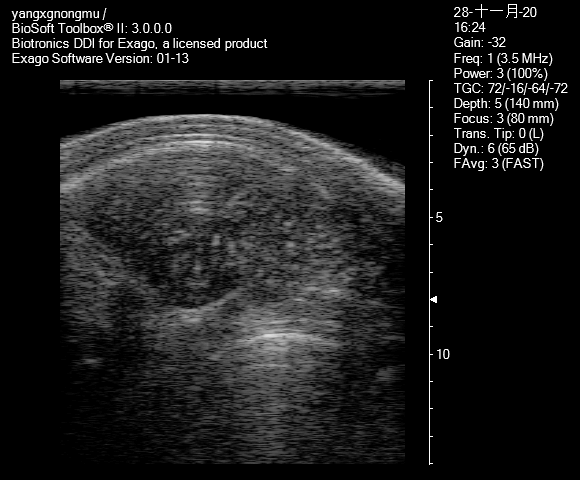 yangxgnongmu /
BioSoft Toolbox® II: 3.0.0.0
Biotronics DDI for Exago, a licensed product
Exago Software Version: 01-13
28-十一月-20
16:24
Gain: -32
Freq: 1 (3.5 MHz)
Power: 3 (100%)
TGC: 72/-16/-64/-72
Depth: 5 (140 mm)
Focus: 3 (80 mm)
Trans. Tip: 0 (L)
Dyn.: 6 (65 dB)
FAvg: 3 (FAST)
5
10